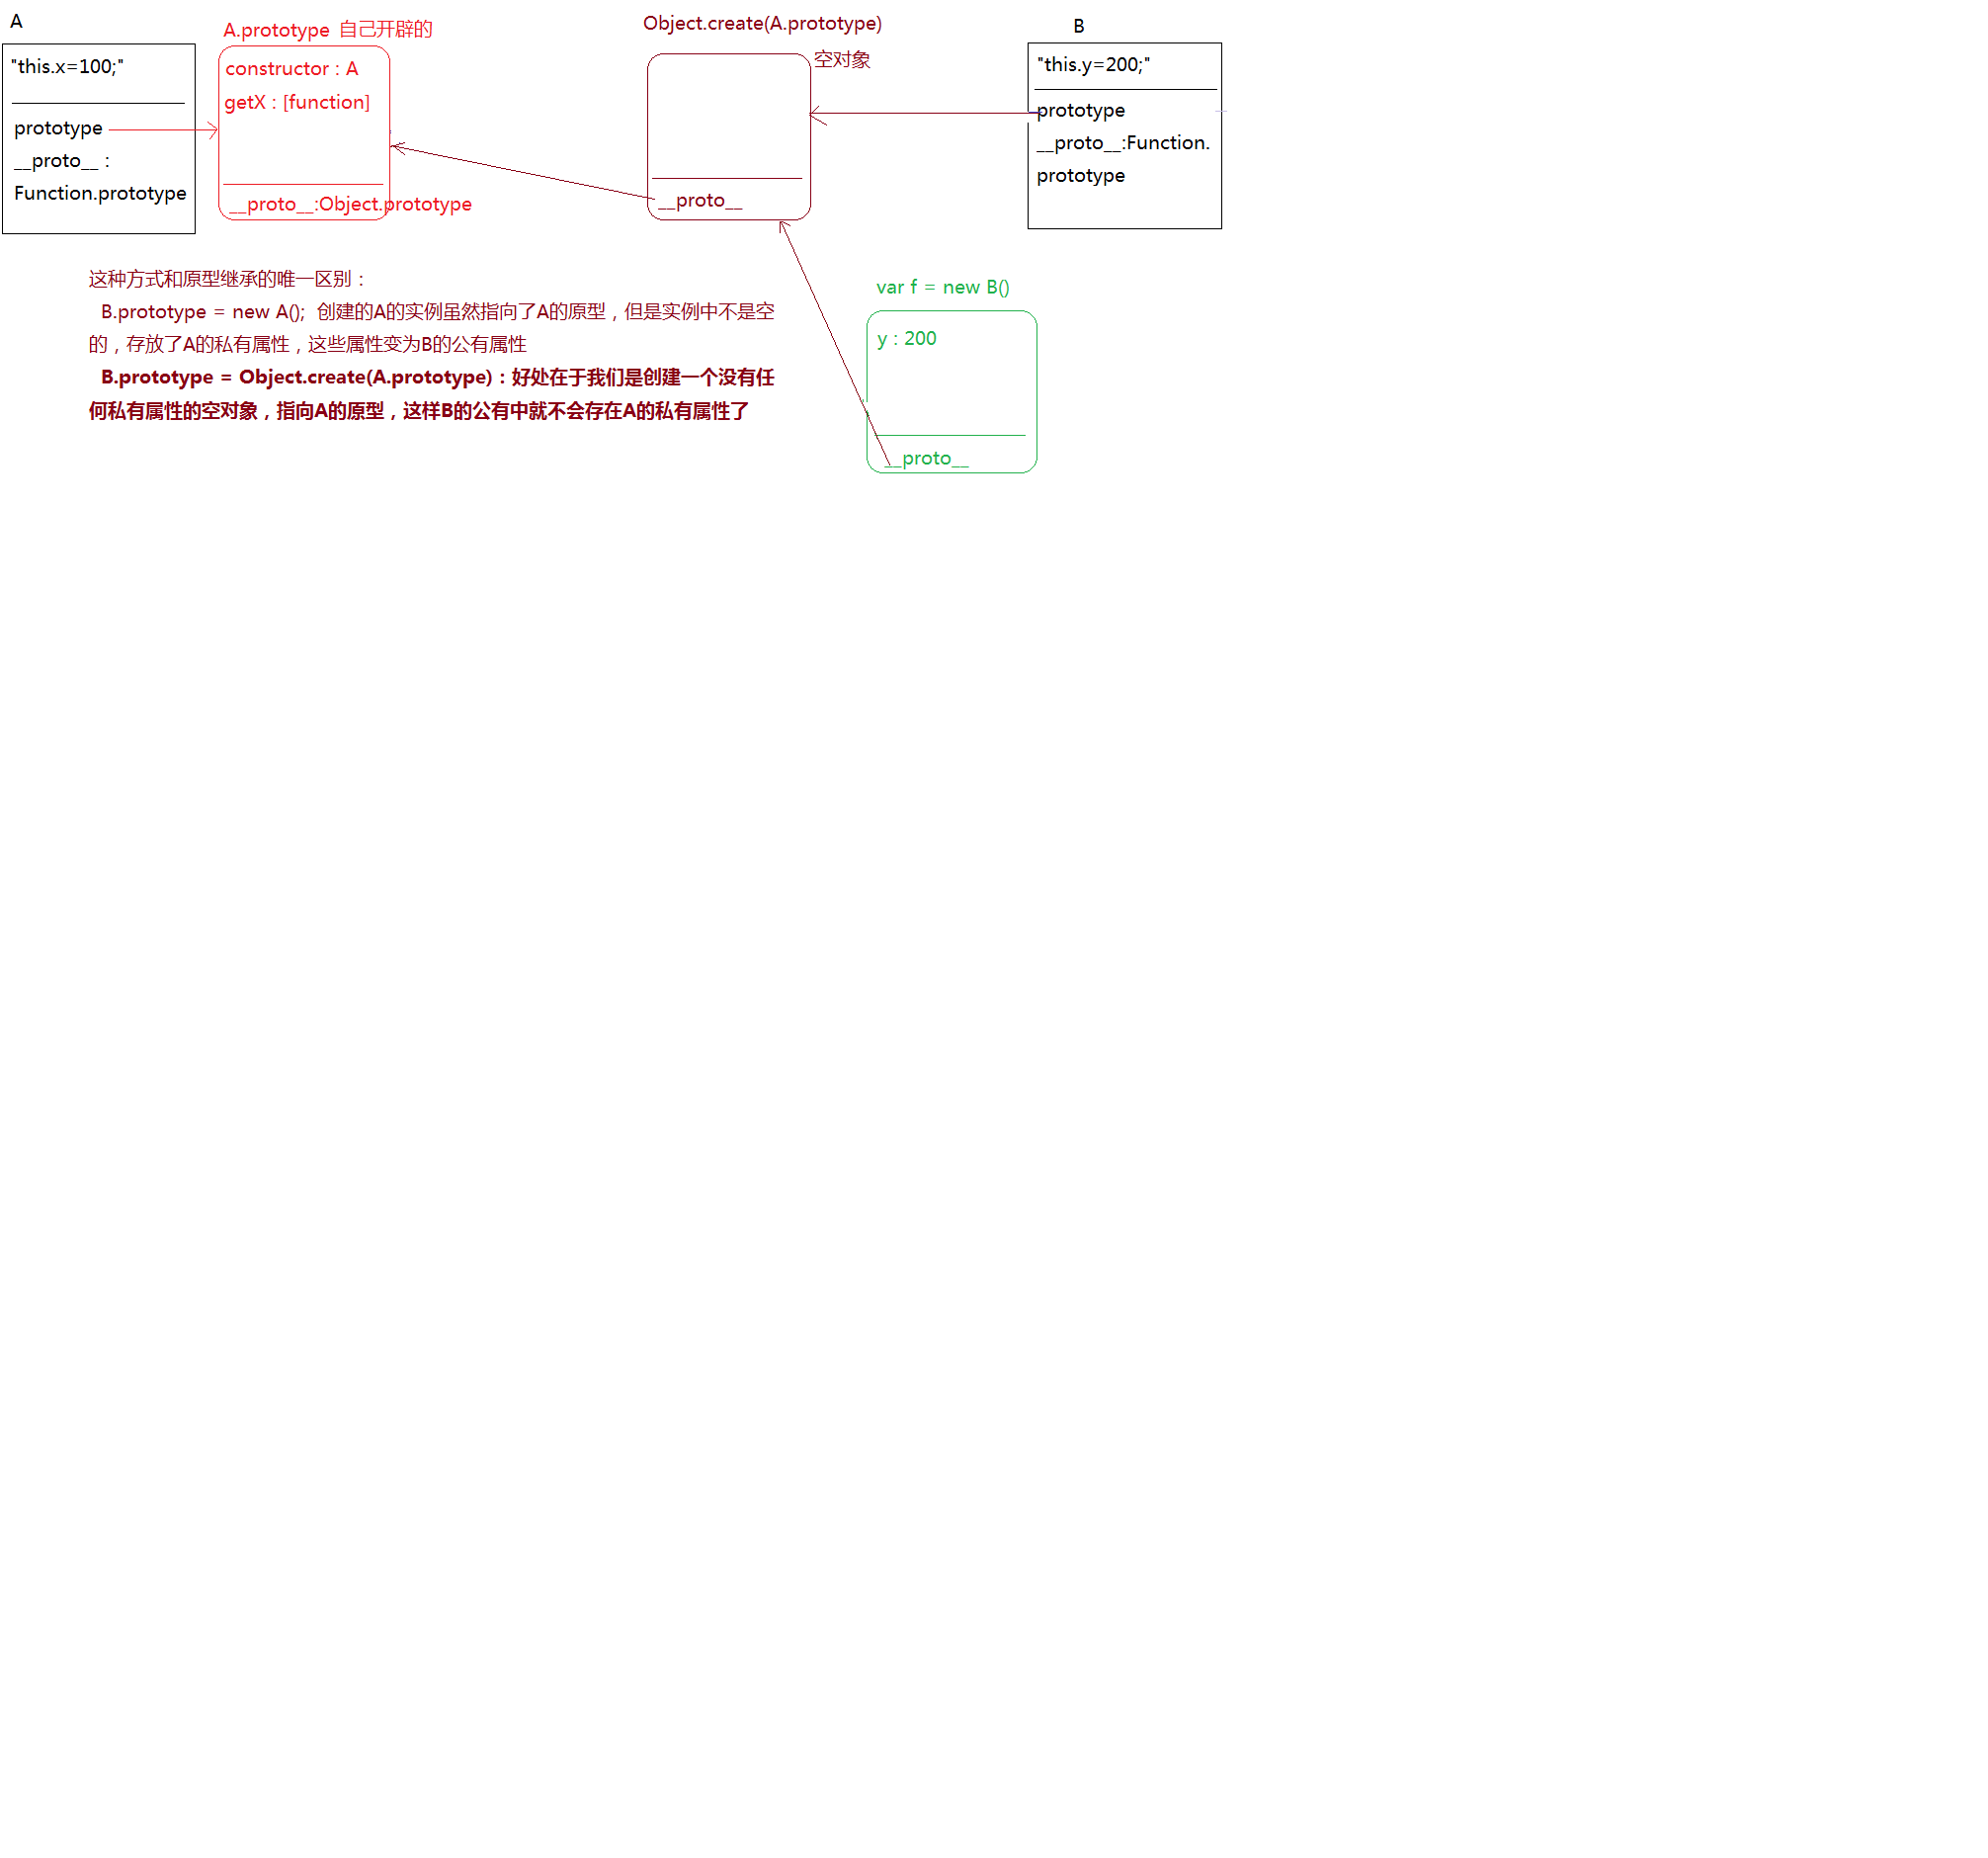 A
"this.x=100;"
prototype
__proto__ :
Function.prototype
A.prototype 自己开辟的
constructor : A
getX : [function]
__proto__:Object.prototype
Object.create(A.prototype)
空对象
__proto__
B
"this.y=200;"
prototype
__proto__:Function.
prototype
这种方式和原型继承的唯一区别：
B.prototype = new A(); 创建的A的实例虽然指向了A的原型，但是实例中不是空
的，存放了A的私有属性，这些属性变为B的公有属性
B.prototype = Object.create(A.prototype)：好处在于我们是创建一个没有任
何私有属性的空对象，指向A的原型，这样B的公有中就不会存在A的私有属性了
var f = new B()
y : 200
__proto__